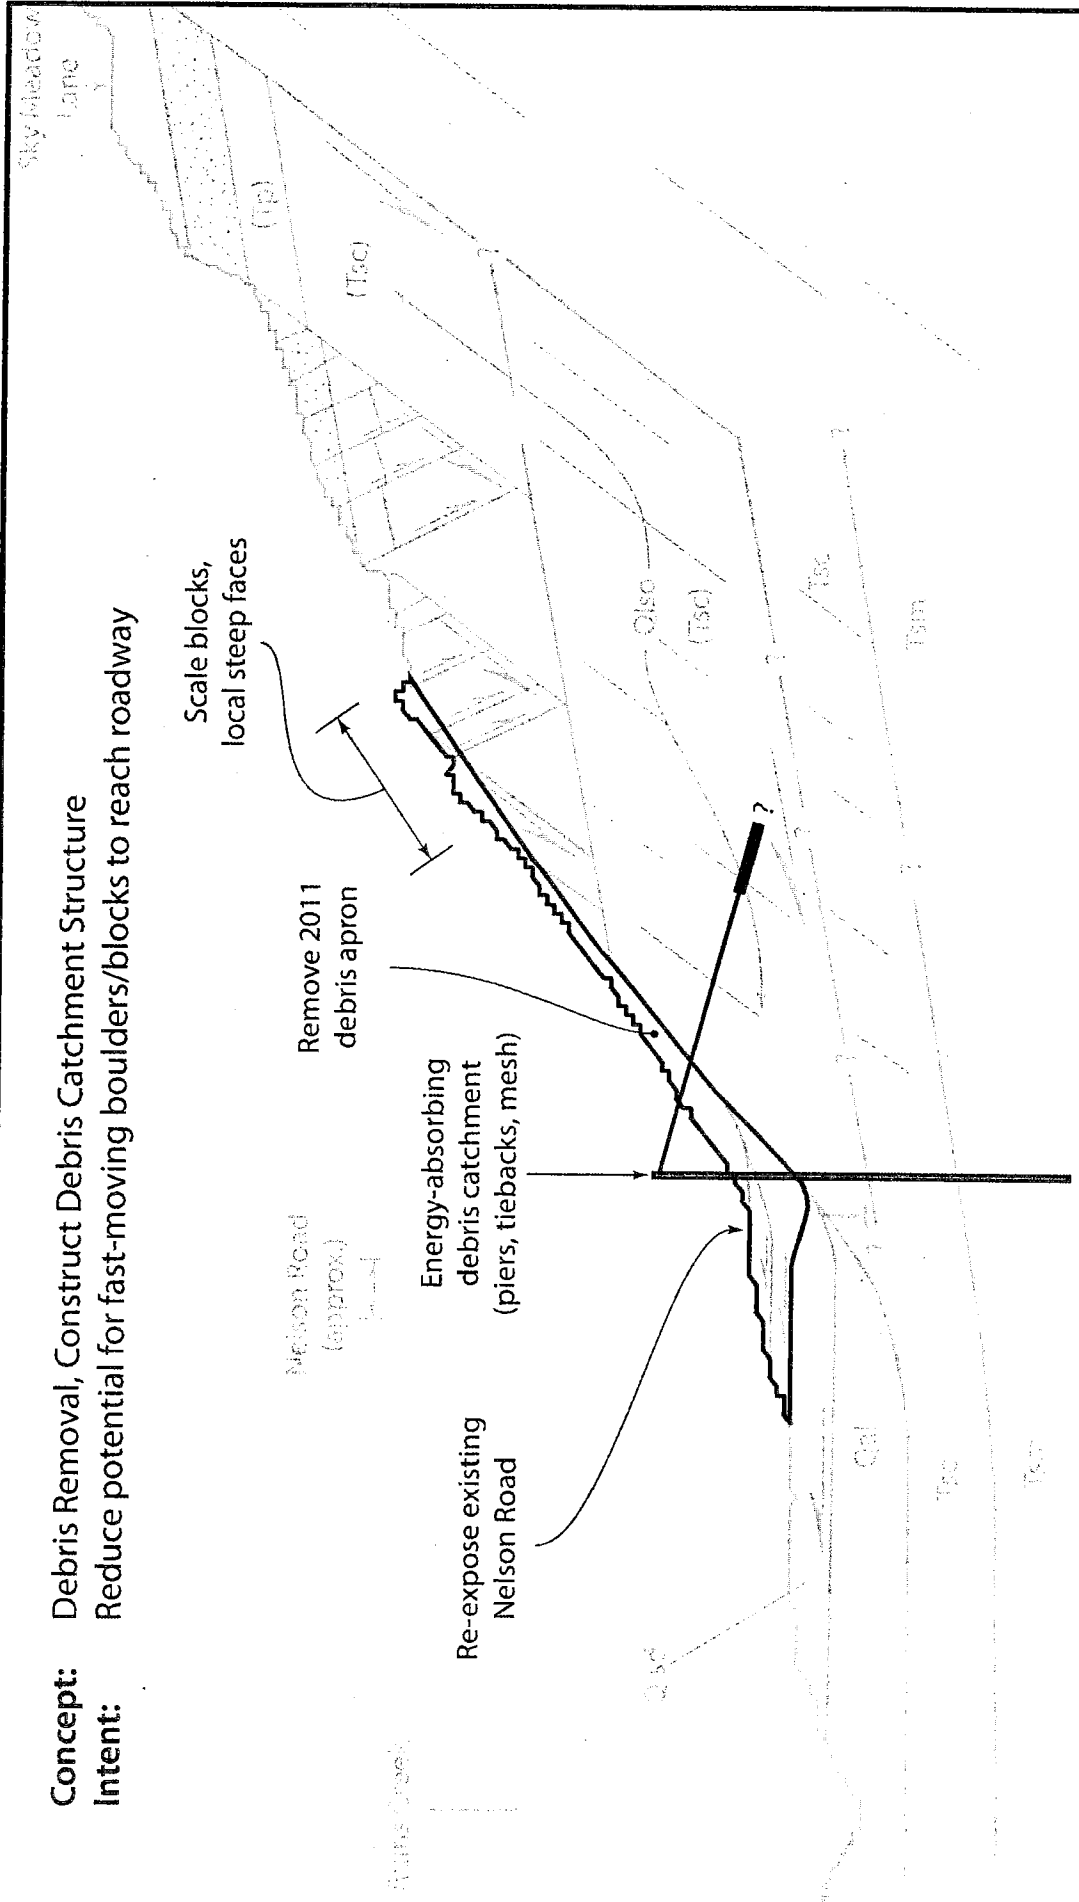 Concept: Debris Removal, Construct Debris Catchment Structure
Intent: Reduce potential for fast-moving boulders/blocks to reach roadway
Sky Meadow
Lane
Scale blocks,
local steep faces
Remove 2011
debris apron
Energy-absorbing
debris catchment
(piers, tiebacks, mesh)
Nelson Road
(approx.)
Re-expose existing
Nelson Road
(Tp)
(Tsc)
?
Qlso
(Tsc)
?
Tsc
Tsm
?
?
?
?
?
Qal